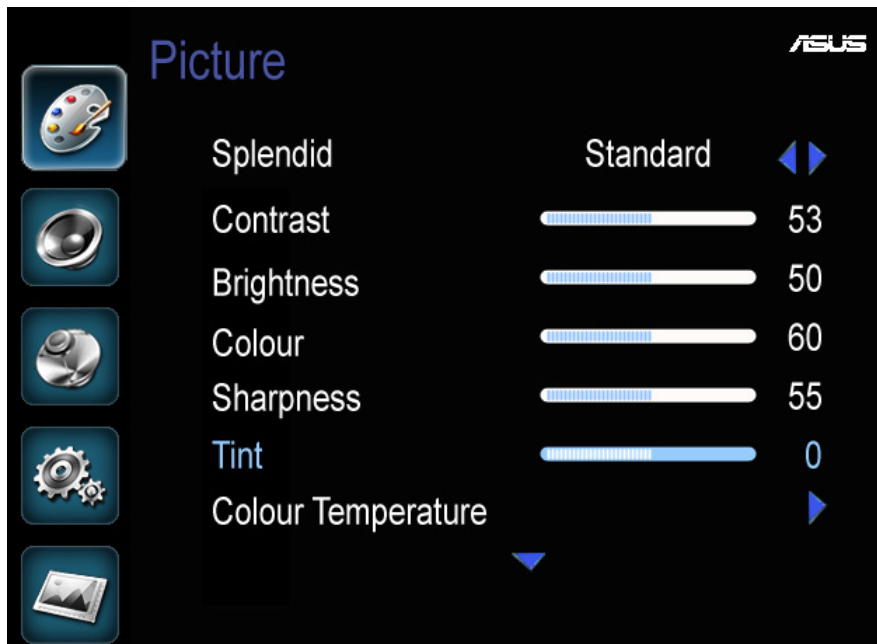 Picture
ASUS
Splendid Standard
Contrast 53
Brightness 50
Colour 60
Sharpness 55
Tint 0
Colour Temperature